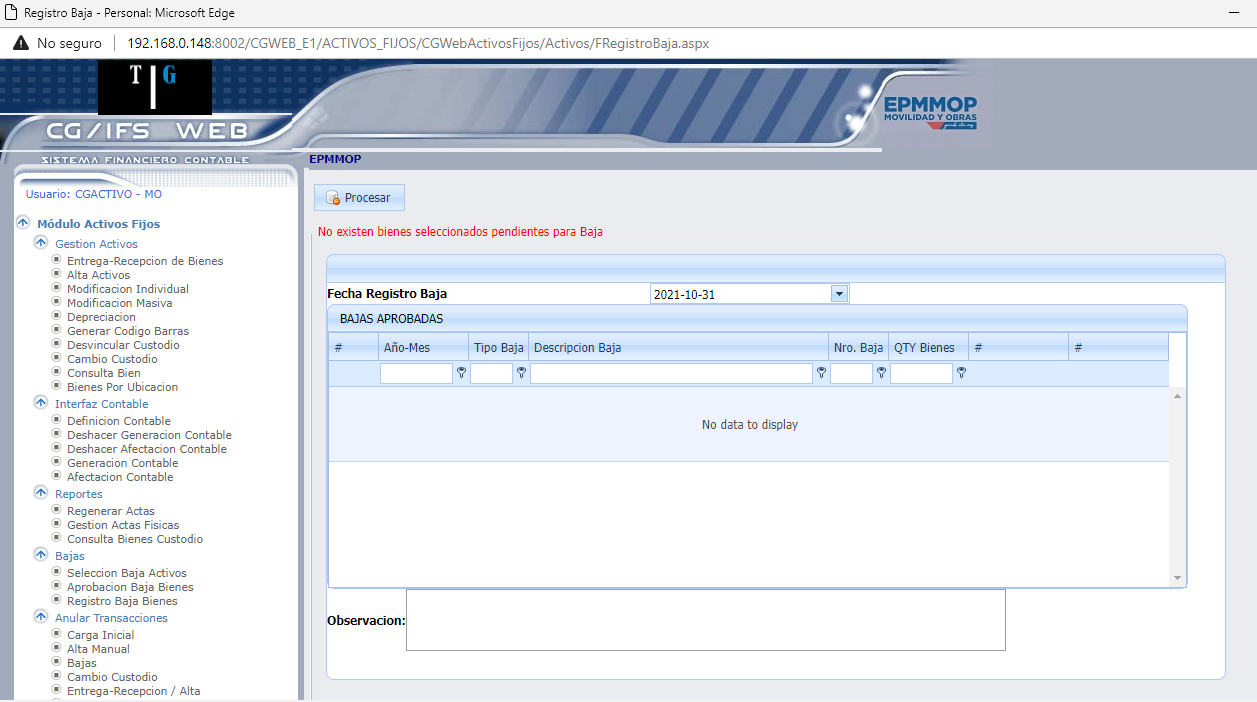 Registro Baja - Personal: Microsoft Edge
No seguro
192.168.0.148:8002/CGWEB_E1/ACTIVOS_FIJOS/CGWebActivosFijos/Activos/FRegistroBaja.aspx
T|G
CG/IFS WEB
SISTEMA FINANCIERO CONTABLE
EPMMOP
MOVILIDAD Y OBRAS
EPMMOP
Usuario: CGACTIVO - MO
Módulo Activos Fijos
Gestion Activos
Entrega-Recepcion de Bienes
Alta Activos
Modificacion Individual
Modificacion Masiva
Depreciacion
Generar Codigo Barras
Desvincular Custodio
Cambio Custodio
Consulta Bien
Bienes Por Ubicacion
Interfaz Contable
Definicion Contable
Deshacer Generacion Contable
Deshacer Afectacion Contable
Generacion Contable
Afectacion Contable
Reportes
Regenerar Actas
Gestion Actas Fisicas
Consulta Bienes Custodio
Bajas
Seleccion Baja Activos
Aprobacion Baja Bienes
Registro Baja Bienes
Anular Transacciones
Carga Inicial
Alta Manual
Bajas
Cambio Custodio
Entrega-Recepcion / Alta
Procesar
No existen bienes seleccionados pendientes para Baja
Fecha Registro Baja 2021-10-31
BAJAS APROBADAS
# Año-Mes Tipo Baja Descripcion Baja Nro. Baja QTY Bienes # #
No data to display
Observacion: